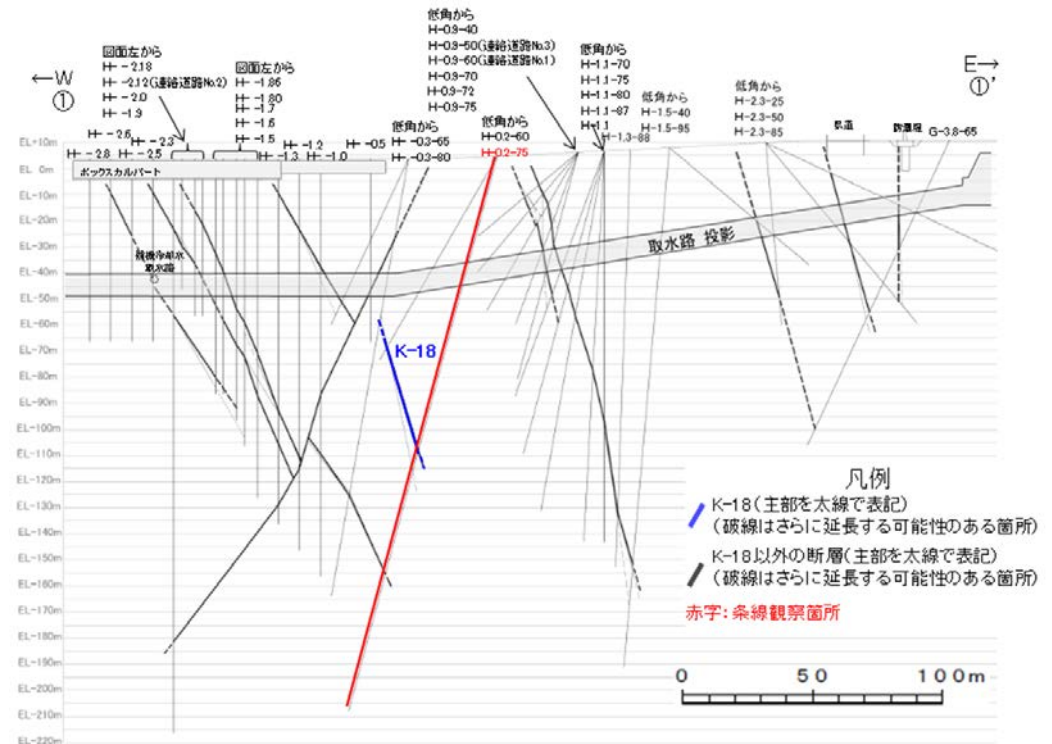 ←W
①
図面左から
H- -2.18
H- -2.12(連絡道路No.2)
H- -2.0
H- -1.9
図面左から
H- -1.86
H- -1.80
H- -1.7
H- -1.6
H- -1.5
低角から
H-0.9-40
H-0.9-50(連絡道路No.3)
H-0.9-60(連絡道路No.1)
H-0.9-70
H-0.9-72
H-0.9-75
低角から
H-1.1-70
H-1.1-75
H-1.1-80
H-1.1-87
H-1.1
E→
①'
低角から
H-2.3-25
H-2.3-50
H-2.3-85
低角から
H-1.5-40
H-1.5-95
H- -2.6
H- -2.3
H- -2.8
H- -2.5
H- -1.3
H- -1.2
H- -1.0
H- -0.5
低角から
H- -0.3-65
H- -0.3-80
低角から
H-0.2-60
H-0.2-75
H-1.3-88
防潮堤
G-3.8-65
ボックスカルバート
取水路
取水路 投影
K-18
EL+10m
EL 0m
EL-10m
EL-20m
EL-30m
EL-40m
EL-50m
EL-60m
EL-70m
EL-80m
EL-90m
EL-100m
EL-110m
EL-120m
EL-130m
EL-140m
EL-150m
EL-160m
EL-170m
EL-180m
EL-190m
EL-200m
EL-210m
EL-220m
凡例
K-18(主部を太線で表記)
(破線はさらに延長する可能性のある箇所)
K-18以外の断層(主部を太線で表記)
(破線はさらに延長する可能性のある箇所)
赤字:条線観察箇所
0 50 100m